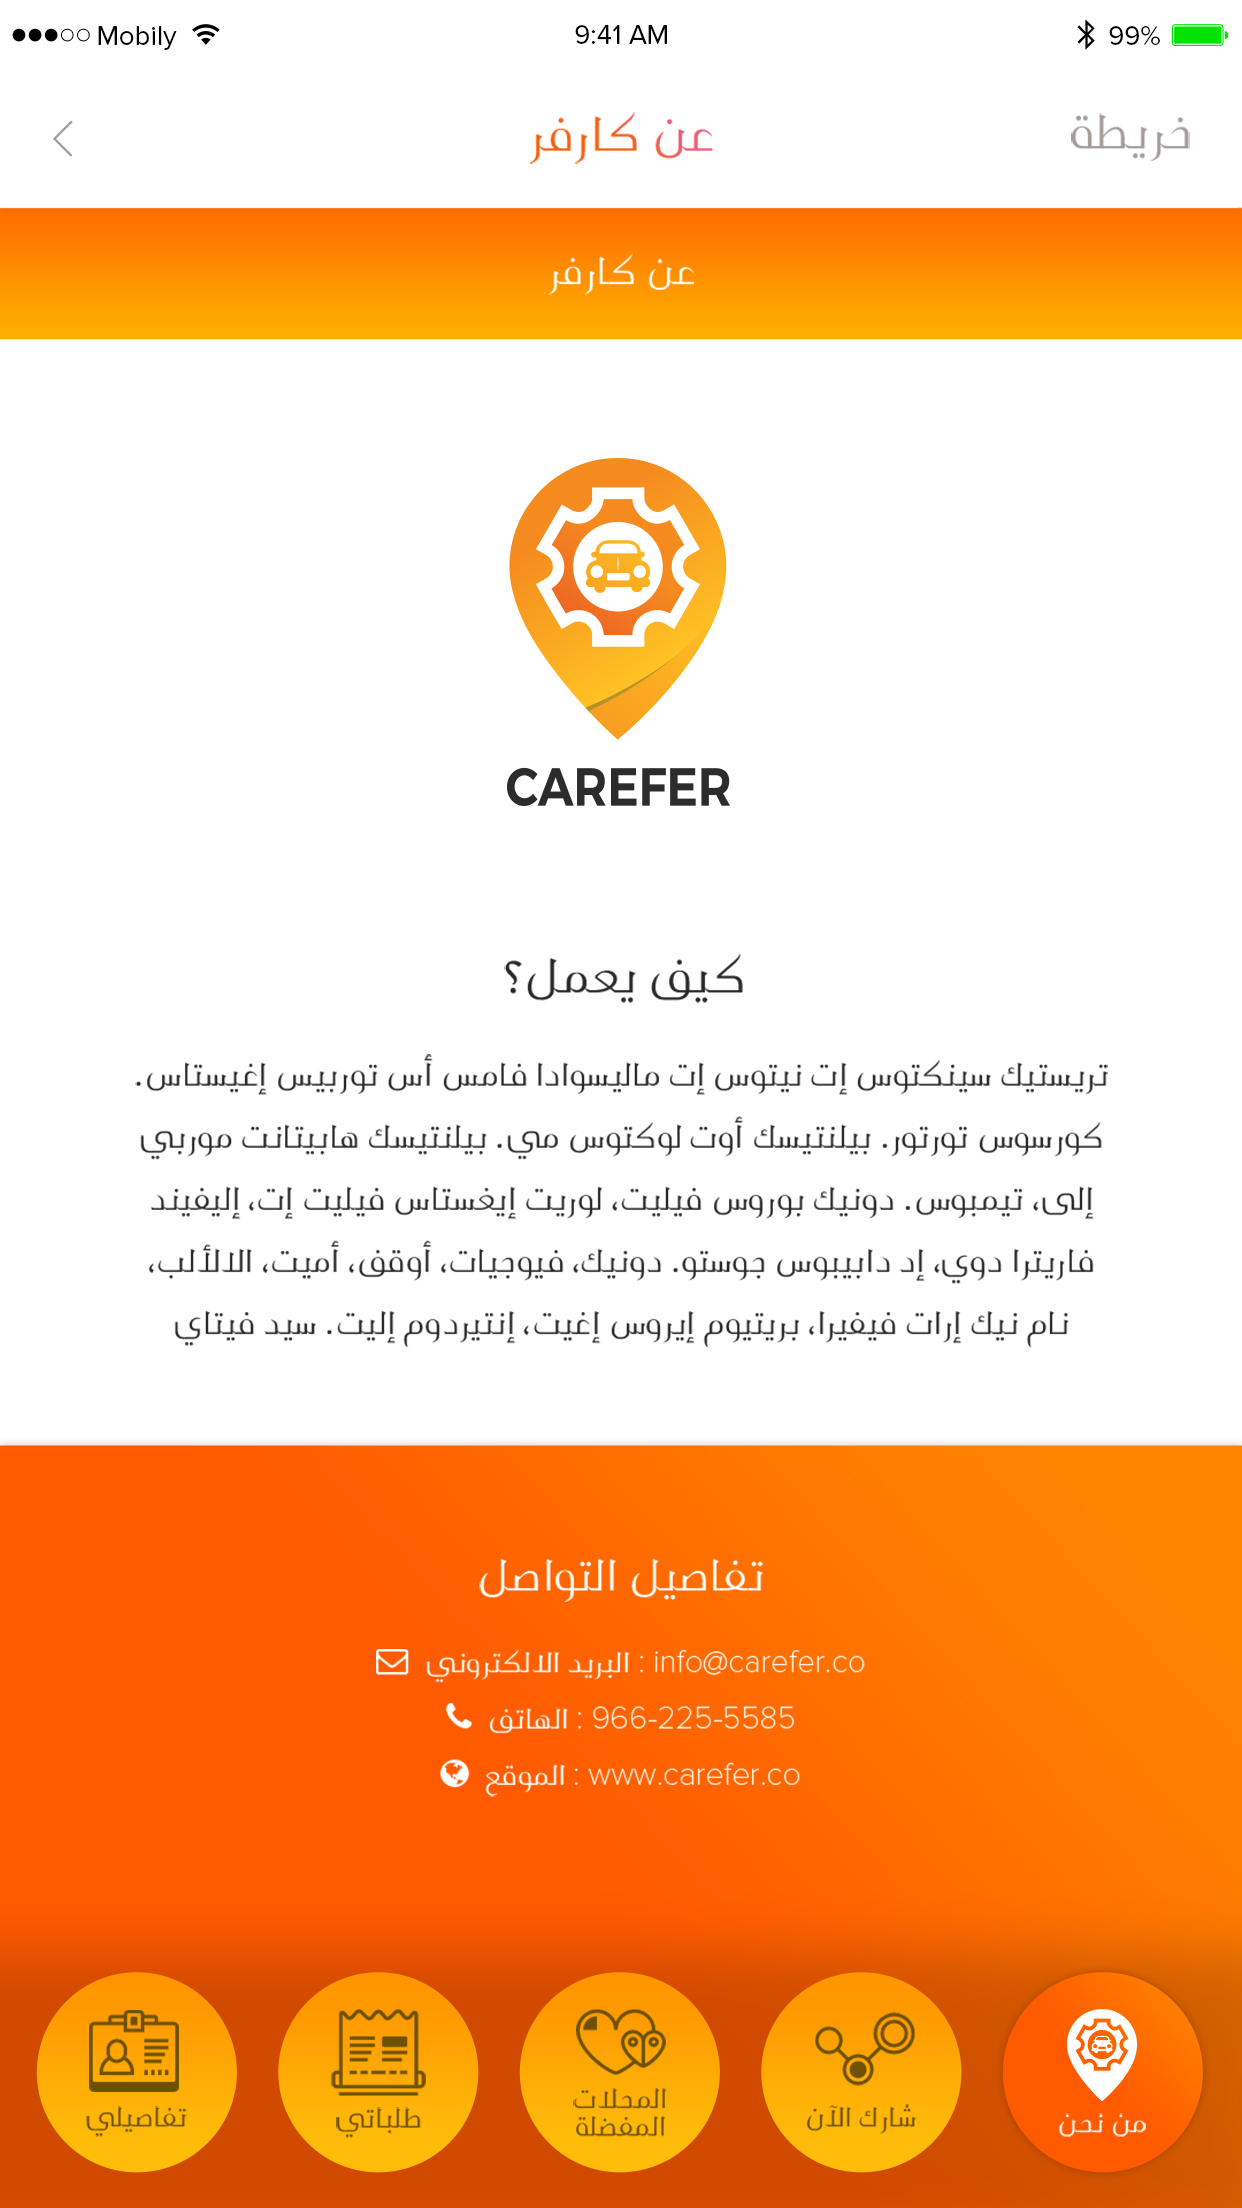 Mobily 9:41 AM 99%
خريطة
عن كارفر
عن كارفر
CAREFER
كيف يعمل؟
تريستيك سينكتوس إت نيتوس إت ماليسوادا فامس أس توربيس إغيستاس.
كورسوس تورتور. بيلنتيسك أوت لوكتوس مي. بيلنتيسك هابيتانت موربي
إلى، تيمبوس. دونيك بوروس فيليت، لوريت إيغستاس فيليت إت، إليفيند
فاريترا دوي، إد دابيبوس جوستو. دونيك، فيوجيات، أوقف، أميت، الالألب،
نام نيك إرات فيفيرا، بريتيوم إيروس إغيت، إنتيردوم إليت. سيد فيتاي
تفاصيل التواصل
البريد الالكتروني : info@carefer.co
الهاتف : 966-225-5585
الموقع : www.carefer.co
من نحن
شارك الآن
المحلات
المفضلة
طلباتي
تفاصيلي